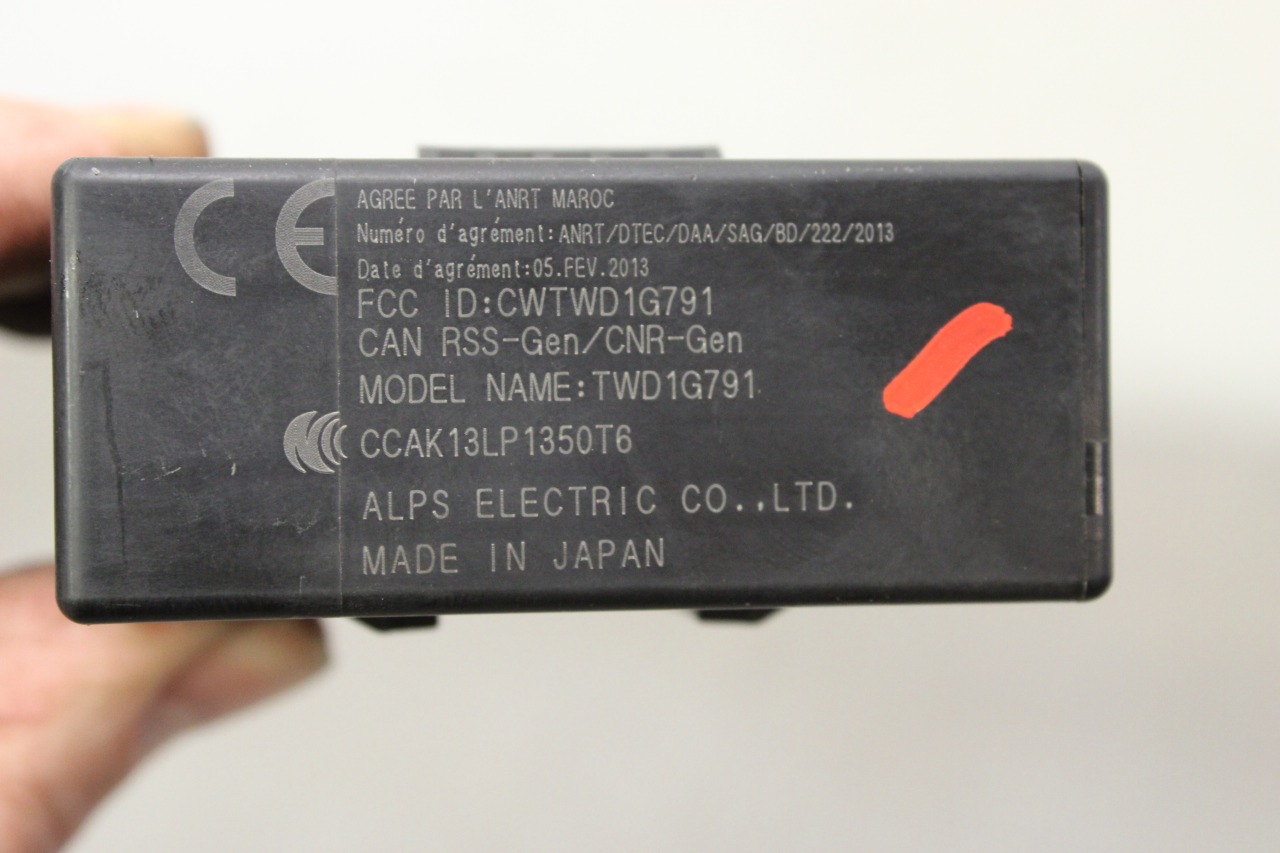 CE
AGREE PAR L'ANRT MAROC
Numéro d'agrément:ANRT/DTEC/DAA/SAG/BD/222/2013
Date d'agrément:05.FEV.2013
FCC ID:CWTWD1G791
CAN RSS-Gen/CNR-Gen
MODEL NAME:TWD1G791
CCAK13LP1350T6
ALPS ELECTRIC CO.,LTD.
MADE IN JAPAN